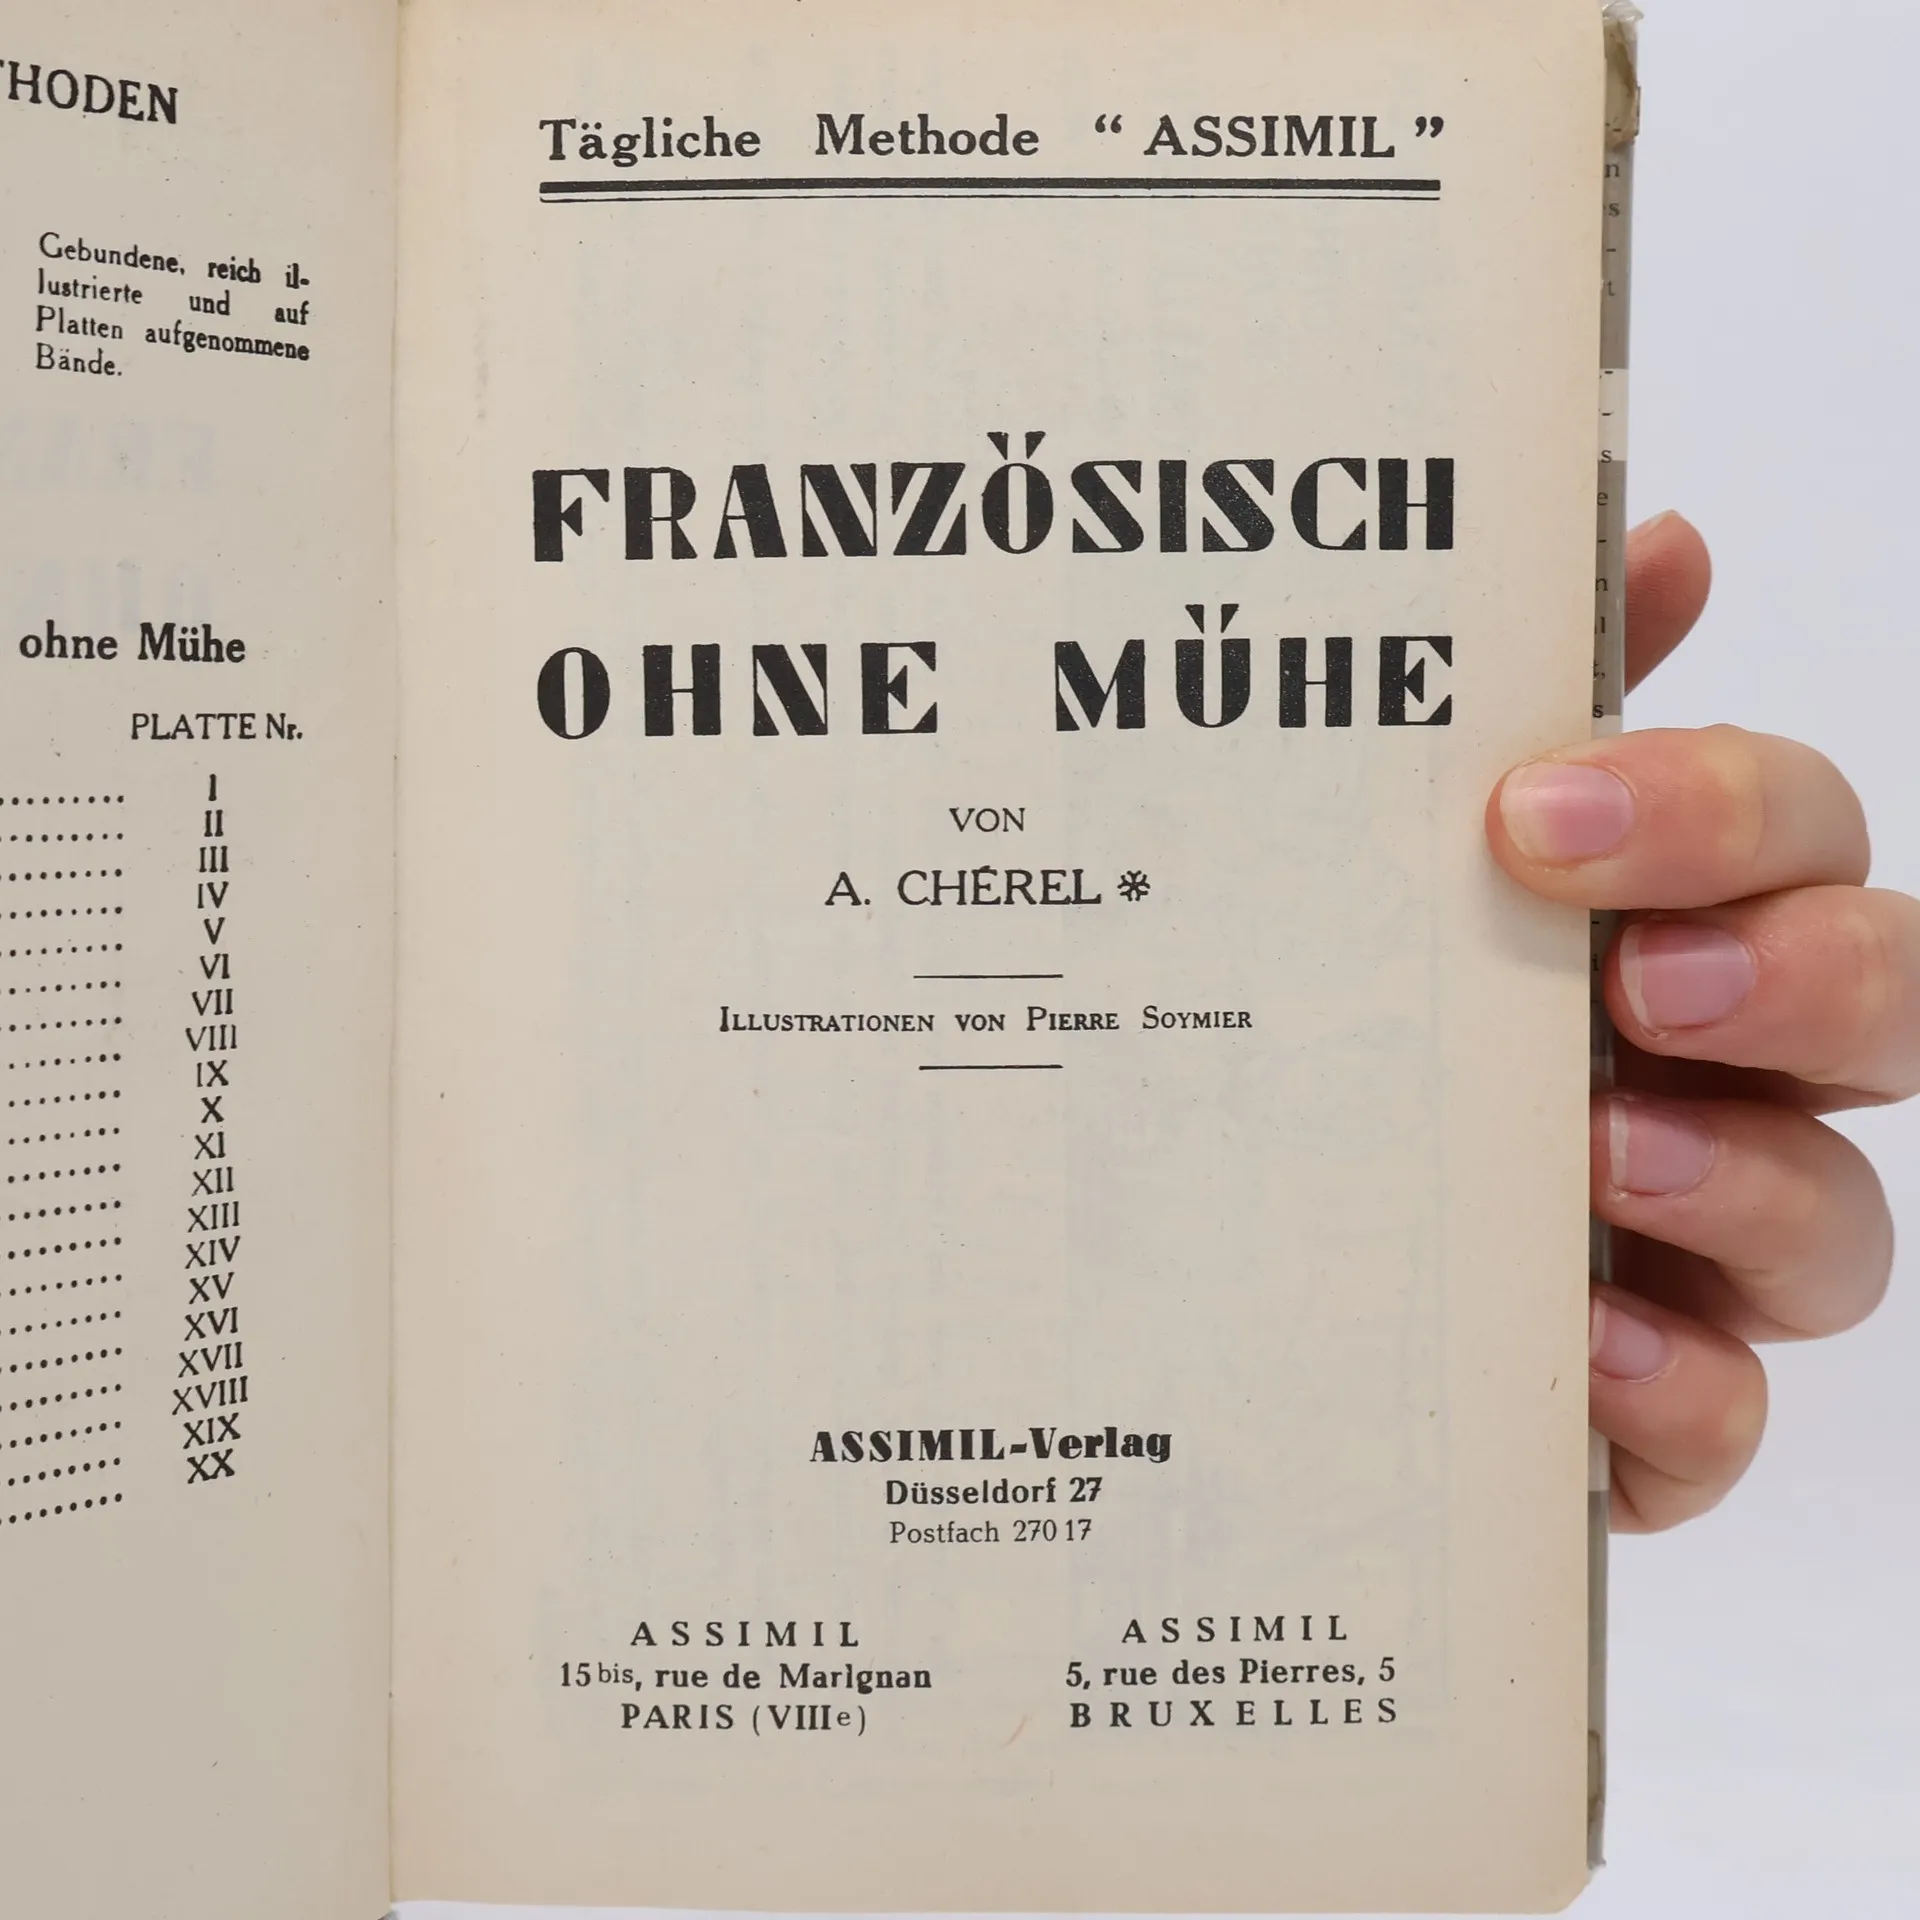 THODEN
Gebundene, reich il-
lustrierte und auf
Platten aufgenommene
Bände.
ohne Mühe
PLATTE Nr.
I
II
III
IV
V
VI
VII
VIII
IX
X
XI
XII
XIII
XIV
XV
XVI
XVII
XVIII
XIX
XX
Tägliche Methode “ ASSIMIL ”
FRANZÖSISCH
OHNE MÜHE
VON
A. CHÉREL *
ILLUSTRATIONEN VON PIERRE SOYMIER
ASSIMIL-Verlag
Düsseldorf 27
Postfach 270 17
ASSIMIL
15 bis, rue de MarIgnan
PARIS (VIIIe)
ASSIMIL
5, rue des Pierres, 5
BRUXELLES